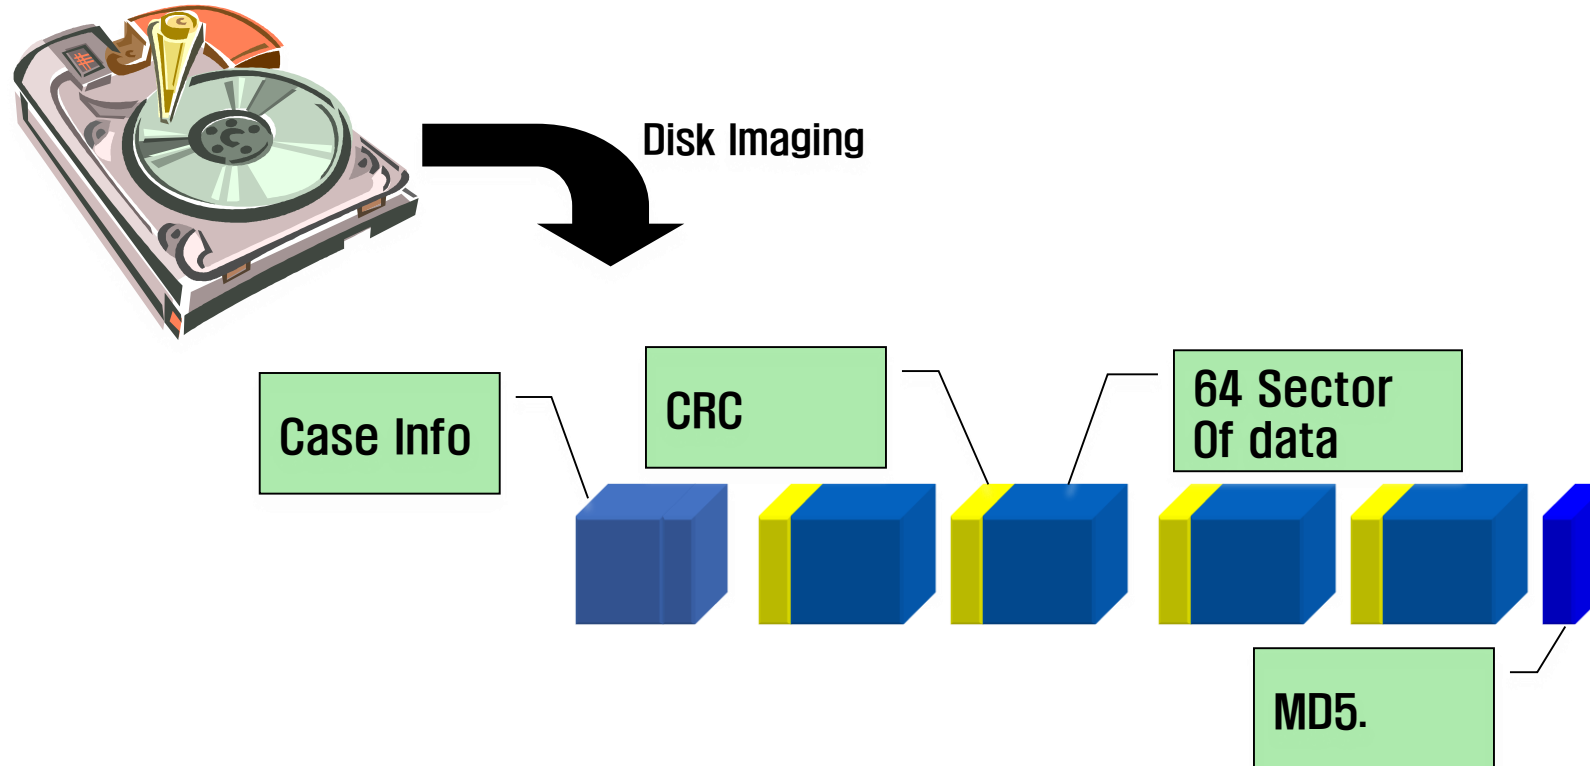 Disk Imaging
Case Info
CRC
64 Sector
Of data
MD5.